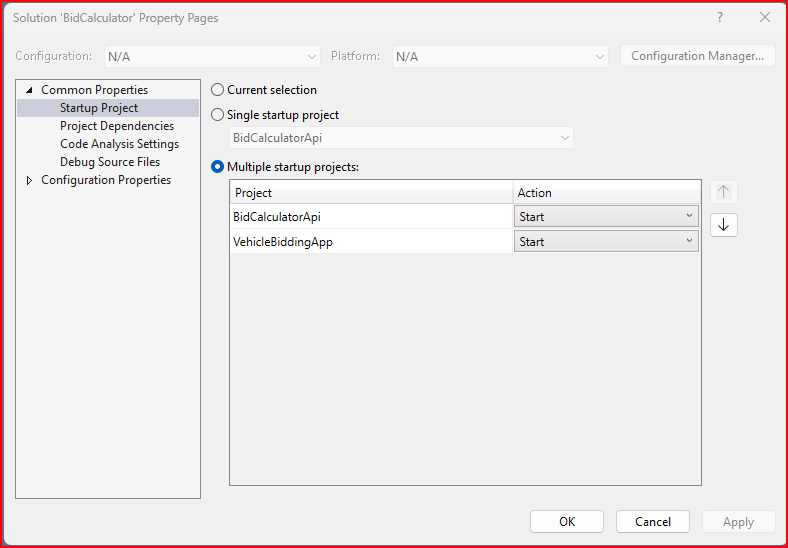 Solution 'BidCalculator' Property Pages
?
Configuration: N/A Platform: N/A Configuration Manager...
Common Properties
Startup Project
Project Dependencies
Code Analysis Settings
Debug Source Files
Configuration Properties
Current selection
Single startup project
BidCalculatorApi
Multiple startup projects:
Project Action
BidCalculatorApi Start
VehicleBiddingApp Start
OK Cancel Apply